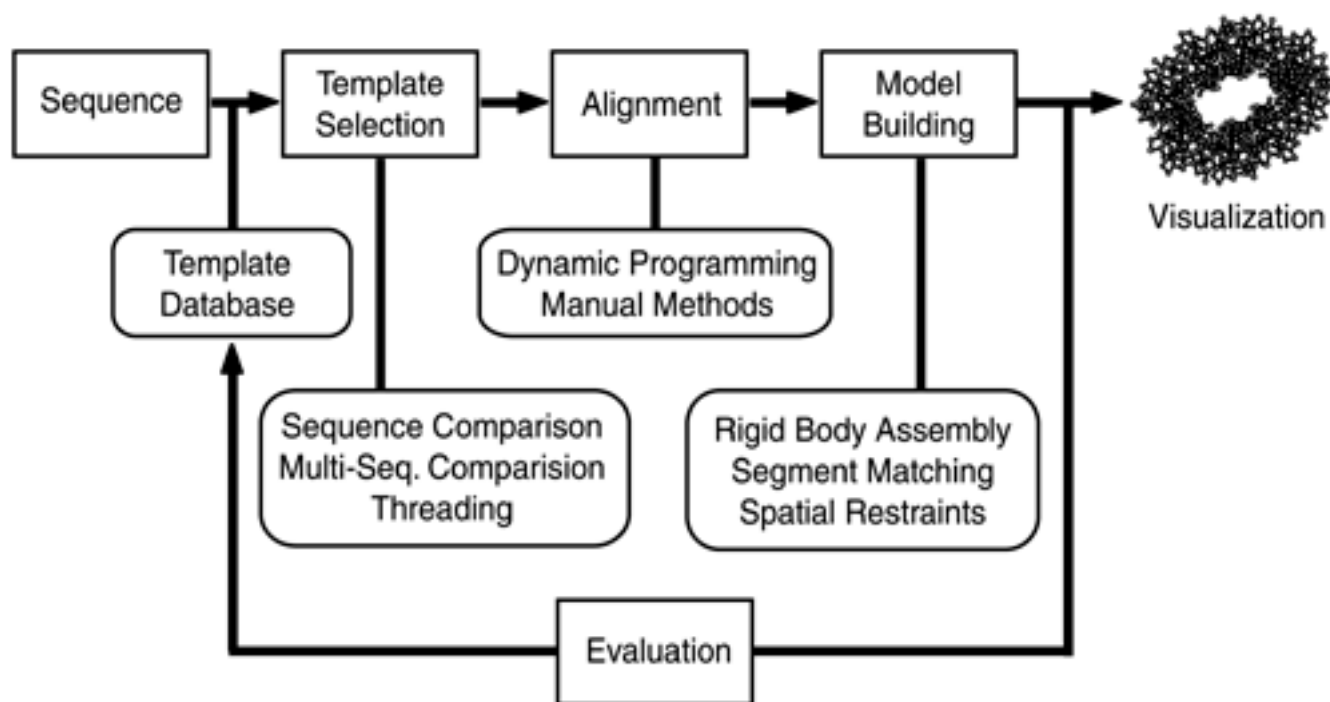 Sequence
Template
Selection
Alignment
Model
Building
Visualization
Template
Database
Dynamic Programming
Manual Methods
Sequence Comparison
Multi-Seq. Comparision
Threading
Rigid Body Assembly
Segment Matching
Spatial Restraints
Evaluation